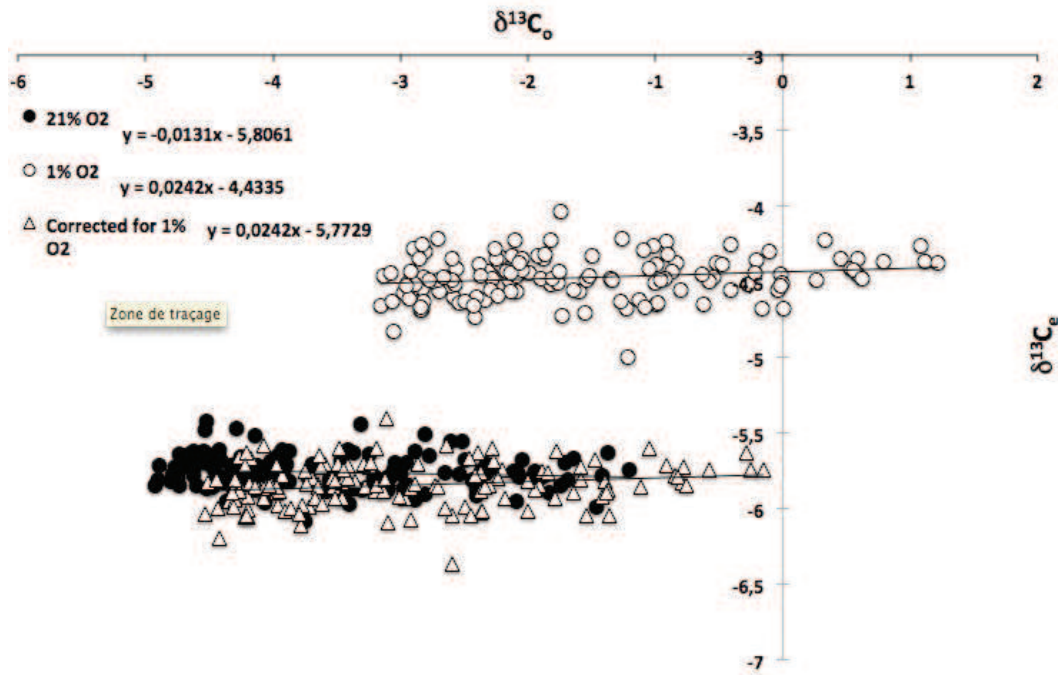 δ¹³Cₒ
-6 -5 -4 -3 -2 -1 0 1 2
-3
-3,5
-4
-4,5
-5
-5,5
-6
-6,5
-7
21% O2
y = -0,0131x - 5,8061
1% O2
y = 0,0242x - 4,4335
Corrected for 1% O2
y = 0,0242x - 5,7729
Zone de traçage
δ¹³Cₑ